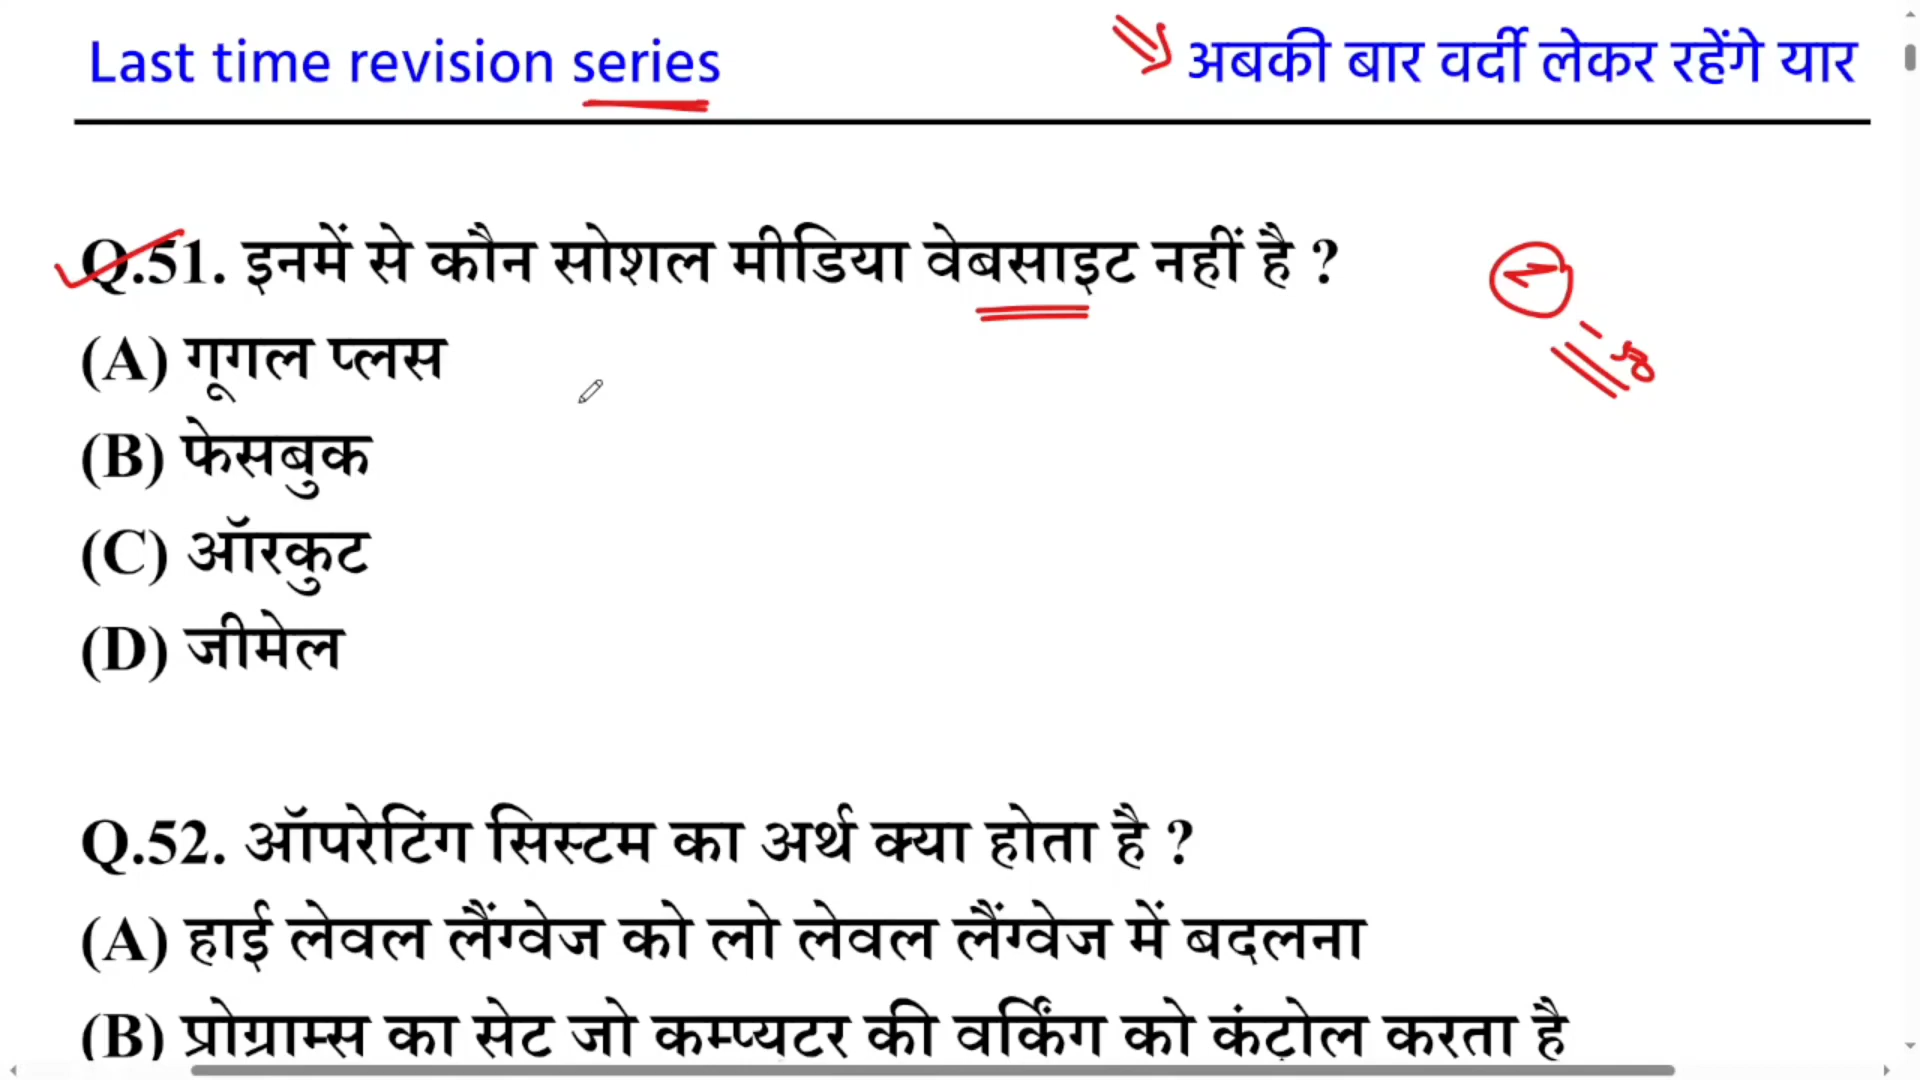 Last time revision series
अबकी बार वर्दी लेकर रहेंगे यार
Q.51. इनमें से कौन सोशल मीडिया वेबसाइट नहीं है ?
(A) गूगल प्लस
(B) फेसबुक
(C) ऑरकुट
(D) जीमेल
Q.52. ऑपरेटिंग सिस्टम का अर्थ क्या होता है ?
(A) हाई लेवल लैंग्वेज को लो लेवल लैंग्वेज में बदलना
(B) प्रोग्राम्स का सेट जो कम्प्यूटर की वर्किंग को कंट्रोल करता है